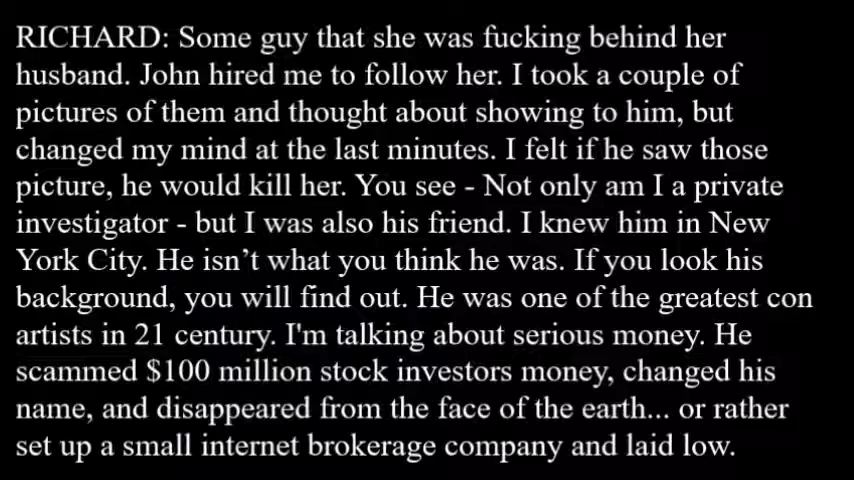 RICHARD: Some guy that she was fucking behind her
husband. John hired me to follow her. I took a couple of
pictures of them and thought about showing to him, but
changed my mind at the last minutes. I felt if he saw those
picture, he would kill her. You see - Not only am I a private
investigator - but I was also his friend. I knew him in New
York City. He isn’t what you think he was. If you look his
background, you will find out. He was one of the greatest con
artists in 21 century. I'm talking about serious money. He
scammed $100 million stock investors money, changed his
name, and disappeared from the face of the earth... or rather
set up a small internet brokerage company and laid low.